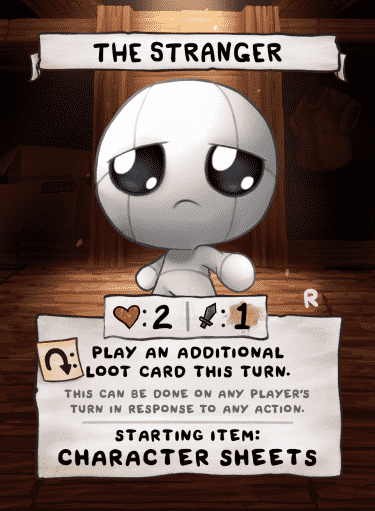 THE STRANGER
R
2 1
PLAY AN ADDITIONAL
LOOT CARD THIS TURN.
THIS CAN BE DONE ON ANY PLAYER'S
TURN IN RESPONSE TO ANY ACTION.
STARTING ITEM:
CHARACTER SHEETS